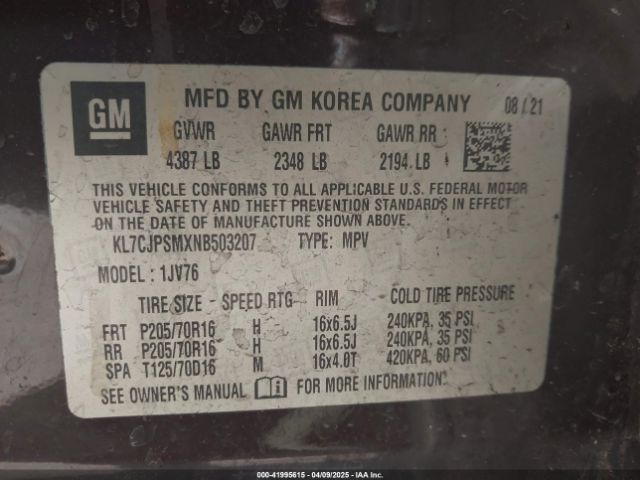 GM
MFD BY GM KOREA COMPANY 08/21
GVWR GAWR FRT GAWR RR
4387 LB 2348 LB 2194 LB
THIS VEHICLE CONFORMS TO ALL APPLICABLE U.S. FEDERAL MOTOR
VEHICLE SAFETY AND THEFT PREVENTION STANDARDS IN EFFECT
ON THE DATE OF MANUFACTURE SHOWN ABOVE.
KL7CJPSMXNB503207 TYPE: MPV
MODEL: 1JV76
TIRE SIZE - SPEED RTG - RIM COLD TIRE PRESSURE
FRT P205/70R16 H 16x6.5J 240KPA, 35 PSI
RR P205/70R16 H 16x6.5J 240KPA, 35 PSI
SPA T125/70D16 M 16x4.0T 420KPA, 60 PSI
SEE OWNER'S MANUAL FOR MORE INFORMATION
000-41995615 - 04/09/2025 - IAA Inc.